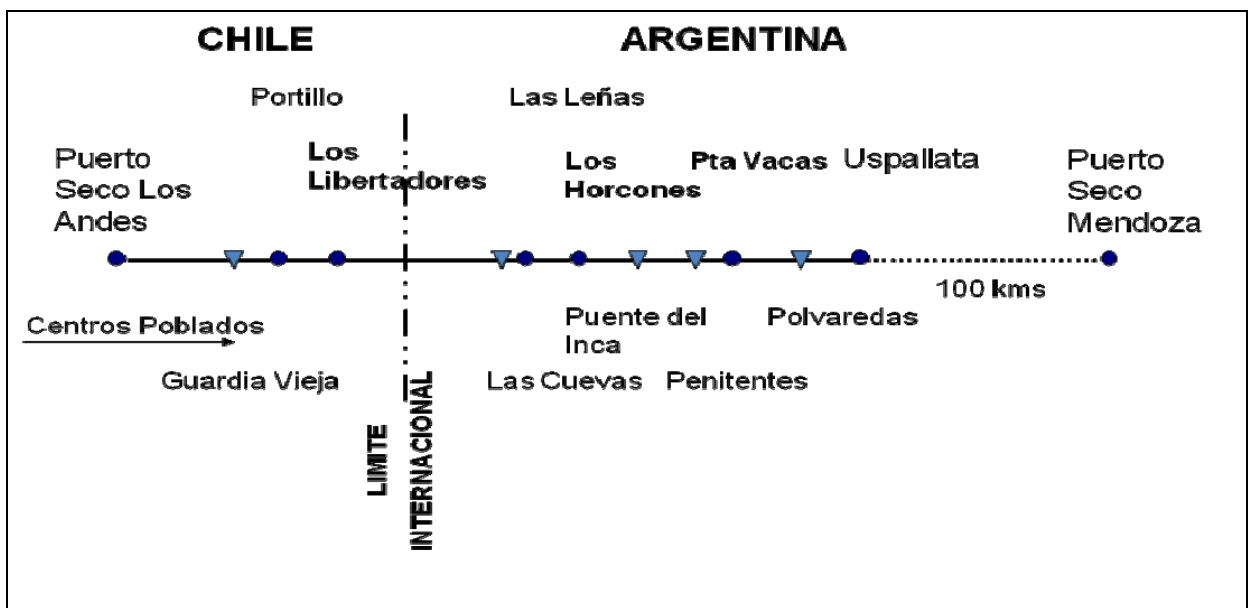 CHILE
ARGENTINA
Portillo
Las Leñas
Puerto
Seco Los
Andes
Los
Libertadores
Los
Horcones
Pta Vacas
Uspallata
Puerto
Seco
Mendoza
100 kms
Centros Poblados
Puente del
Inca
Polvaredas
Guardia Vieja
Las Cuevas
Penitentes
LIMITE
INTERNACIONAL